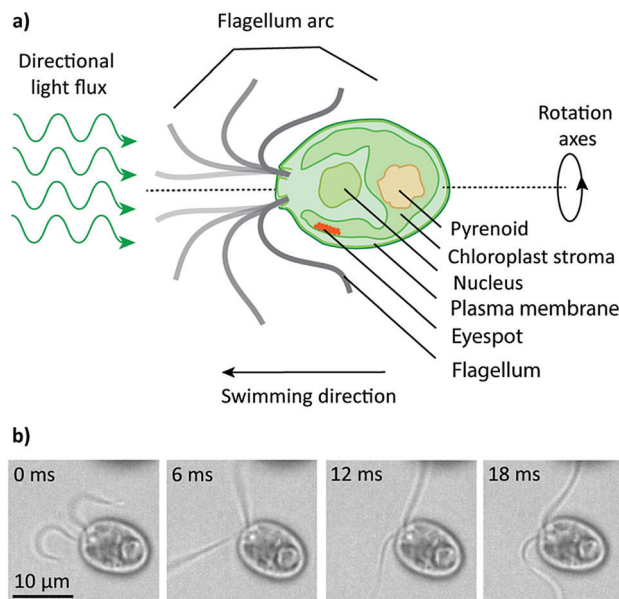 a)
Flagellum arc
Directional
light flux
Rotation
axes
Pyrenoid
Chloroplast stroma
Nucleus
Plasma membrane
Eyespot
Flagellum
Swimming direction
b)
0 ms
6 ms
12 ms
18 ms
10 µm